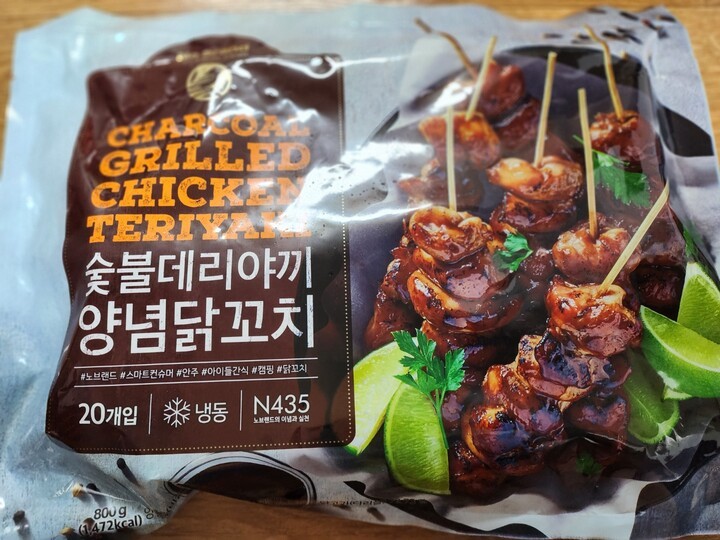 CHARCOAL
GRILLED
CHICKEN
TERIYAKI
숯불데리야끼
양념닭꼬치
#노브랜드 #스마트컨슈머 #안주 #아이들간식 #캠핑 #닭꼬치
20개입 냉동 N435
노브랜드의 이념과 실천
800g
(1,472kcal)